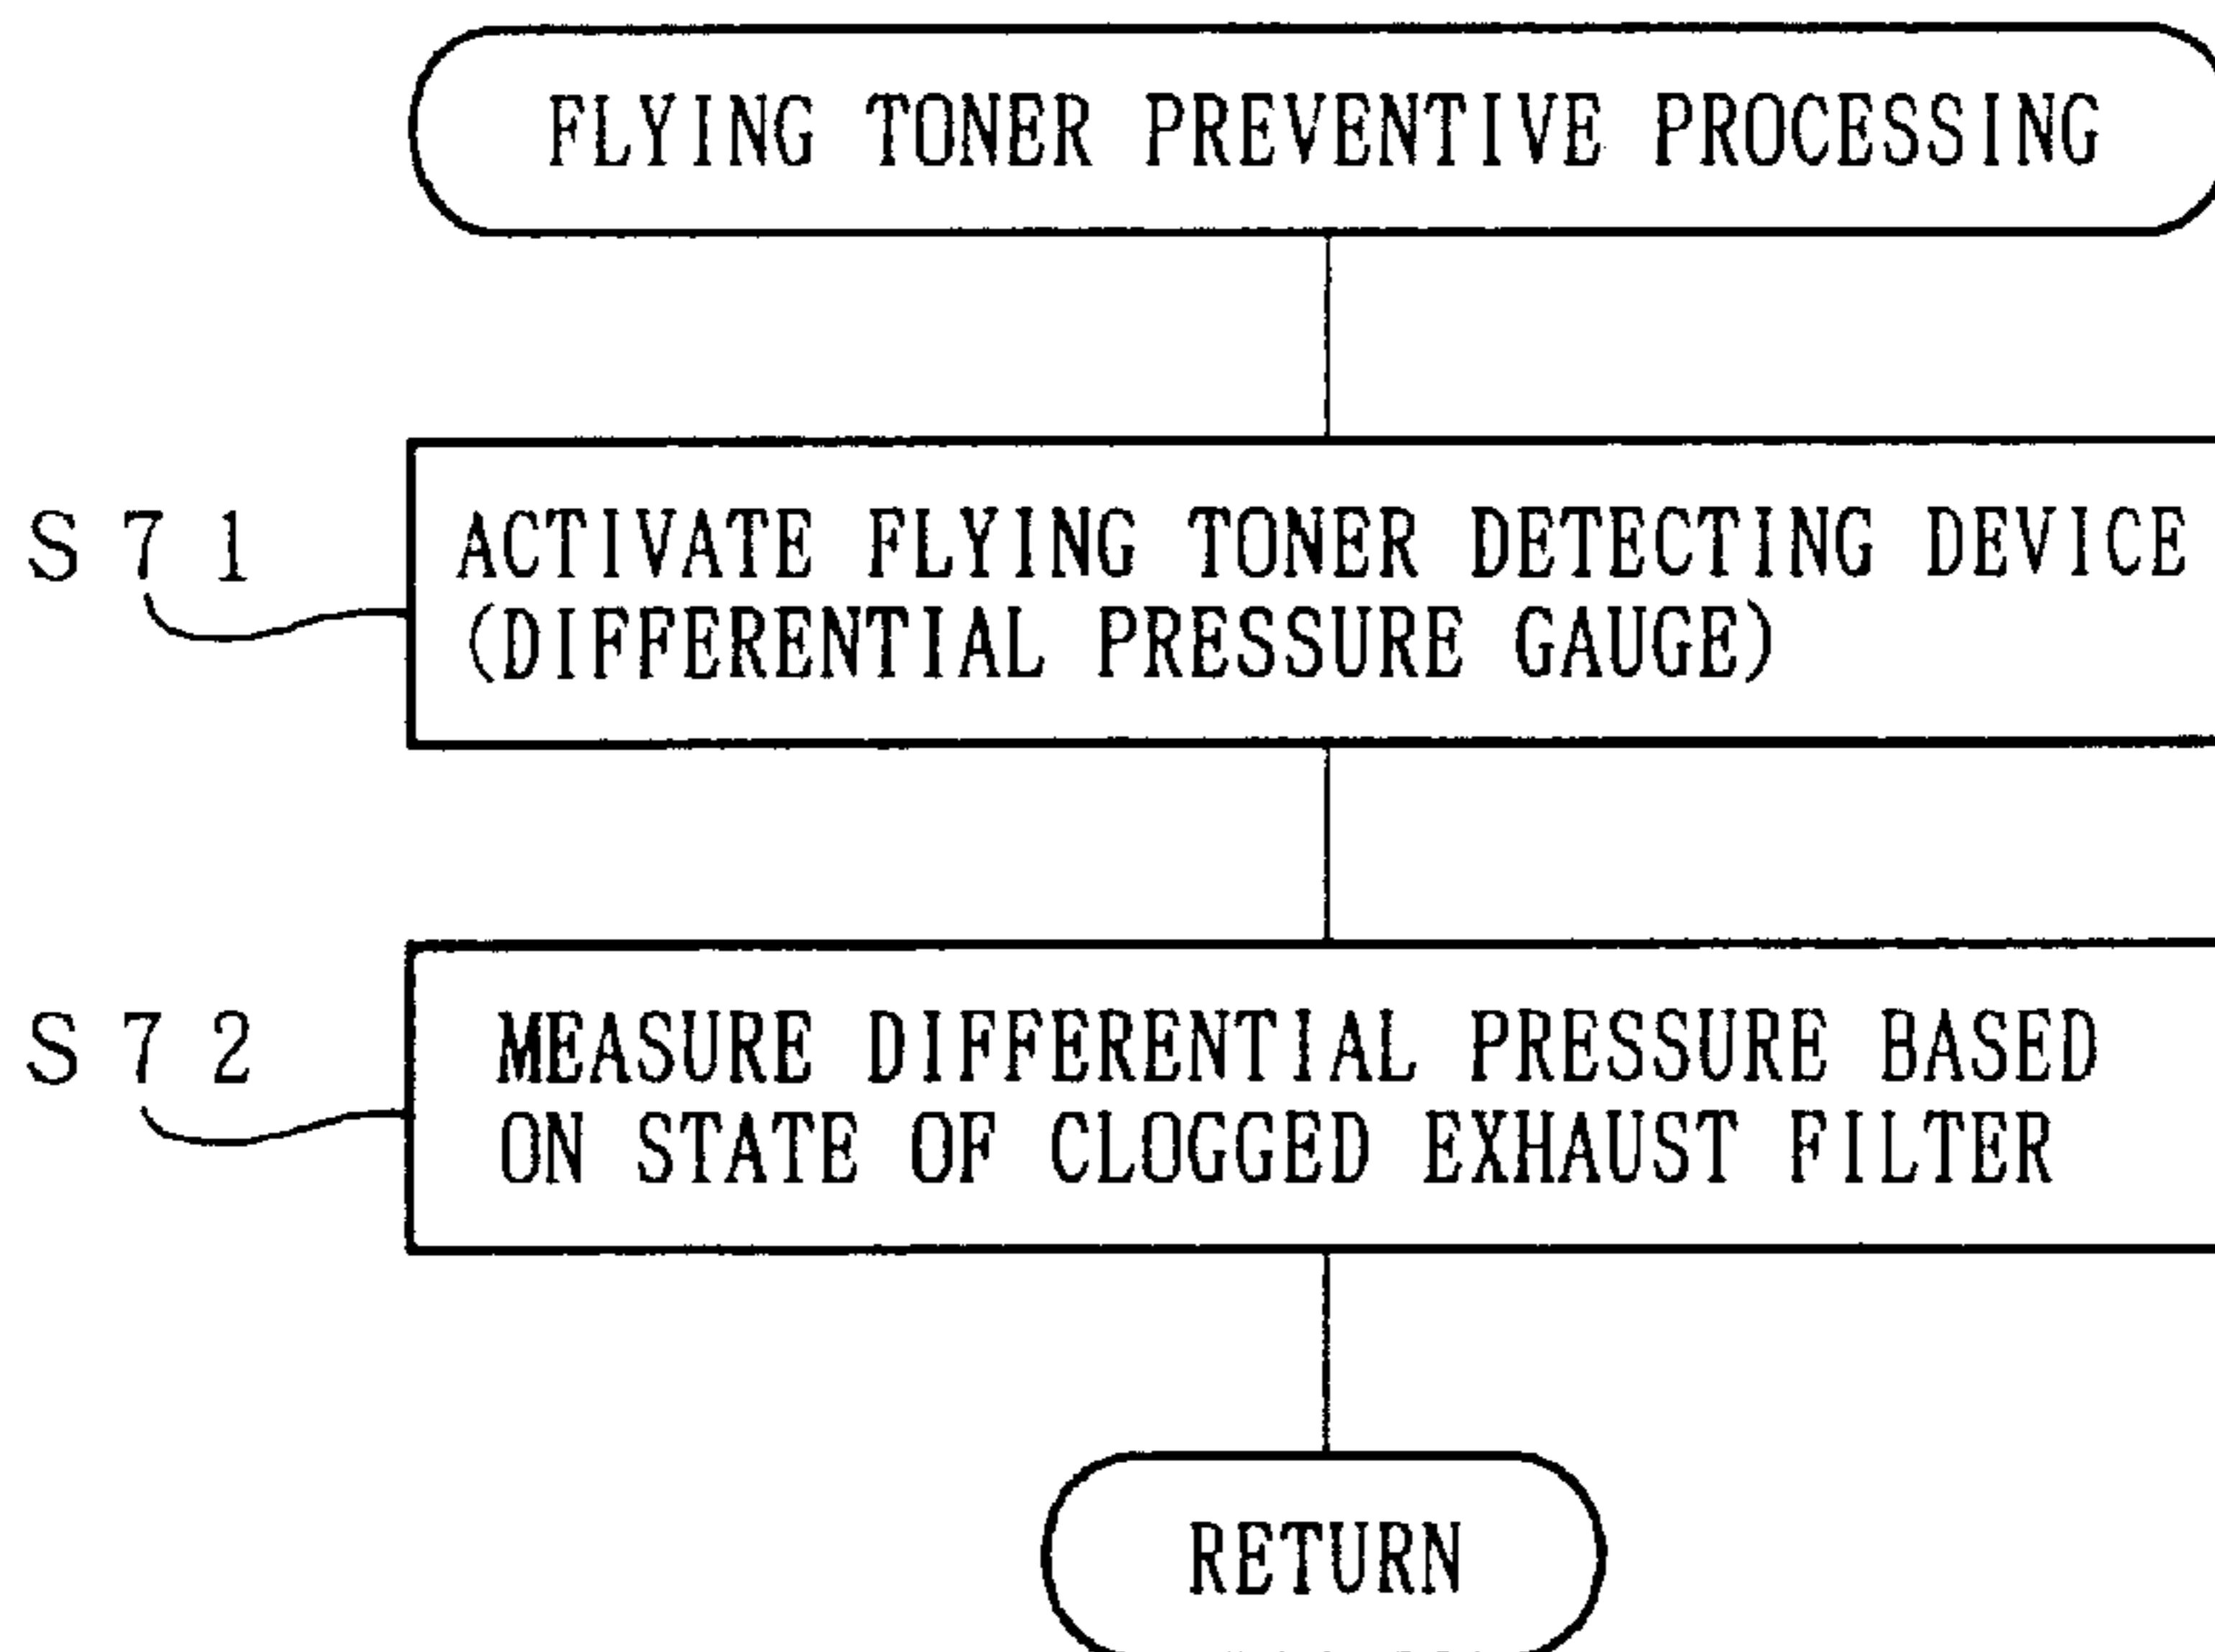 FLYING TONER PREVENTIVE PROCESSING
S71
ACTIVATE FLYING TONER DETECTING DEVICE
(DIFFERENTIAL PRESSURE GAUGE)
S72
MEASURE DIFFERENTIAL PRESSURE BASED
ON STATE OF CLOGGED EXHAUST FILTER
RETURN